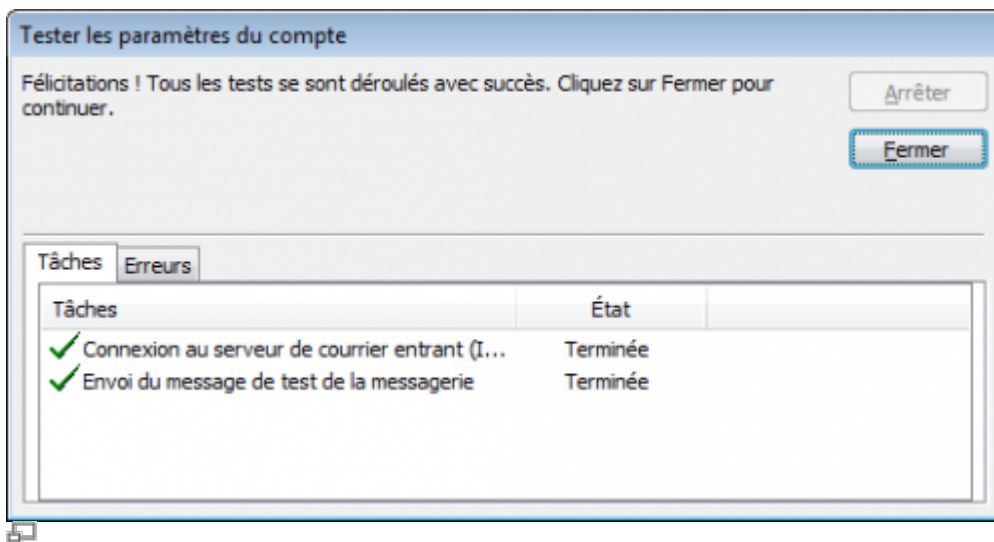 Tester les paramètres du compte
Félicitations ! Tous les tests se sont déroulés avec succès. Cliquez sur Fermer pour
continuer.
Arrêter
Fermer
Tâches Erreurs
Tâches État
Connexion au serveur de courrier entrant (I... Terminée
Envoi du message de test de la messagerie Terminée